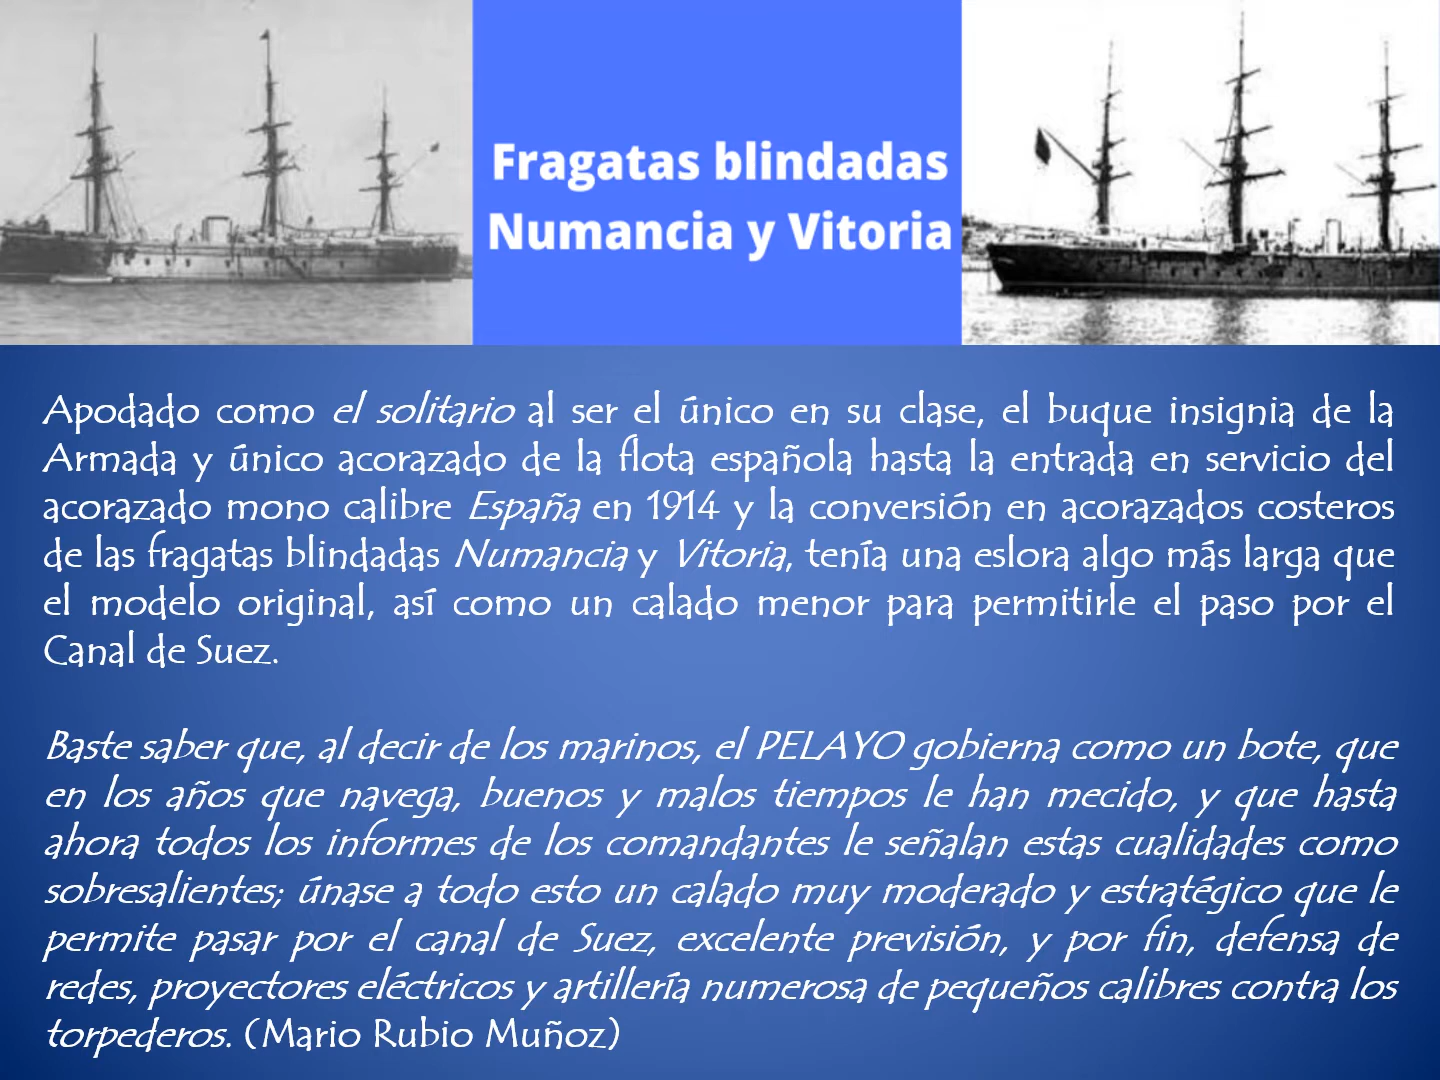 Fragatas blindadas
Numancia y Vitoria
Apodado como el solitario al ser el único en su clase, el buque insignia de la
Armada y único acorazado de la flota española hasta la entrada en servicio del
acorazado mono calibre España en 1914 y la conversión en acorazados costeros
de las fragatas blindadas Numancia y Vitoria, tenía una eslora algo más larga que
el modelo original, así como un calado menor para permitirle el paso por el
Canal de Suez.
Baste saber que, al decir de los marinos, el PELAYO gobierna como un bote, que
en los años que navega, buenos y malos tiempos le han mecido, y que hasta
ahora todos los informes de los comandantes le señalan estas cualidades como
sobresalientes; únase a todo esto un calado muy moderado y estratégico que le
permite pasar por el canal de Suez, excelente previsión, y por fin, defensa de
redes, proyectores eléctricos y artillería numerosa de pequeños calibres contra los
torpederos. (Mario Rubio Muñoz)